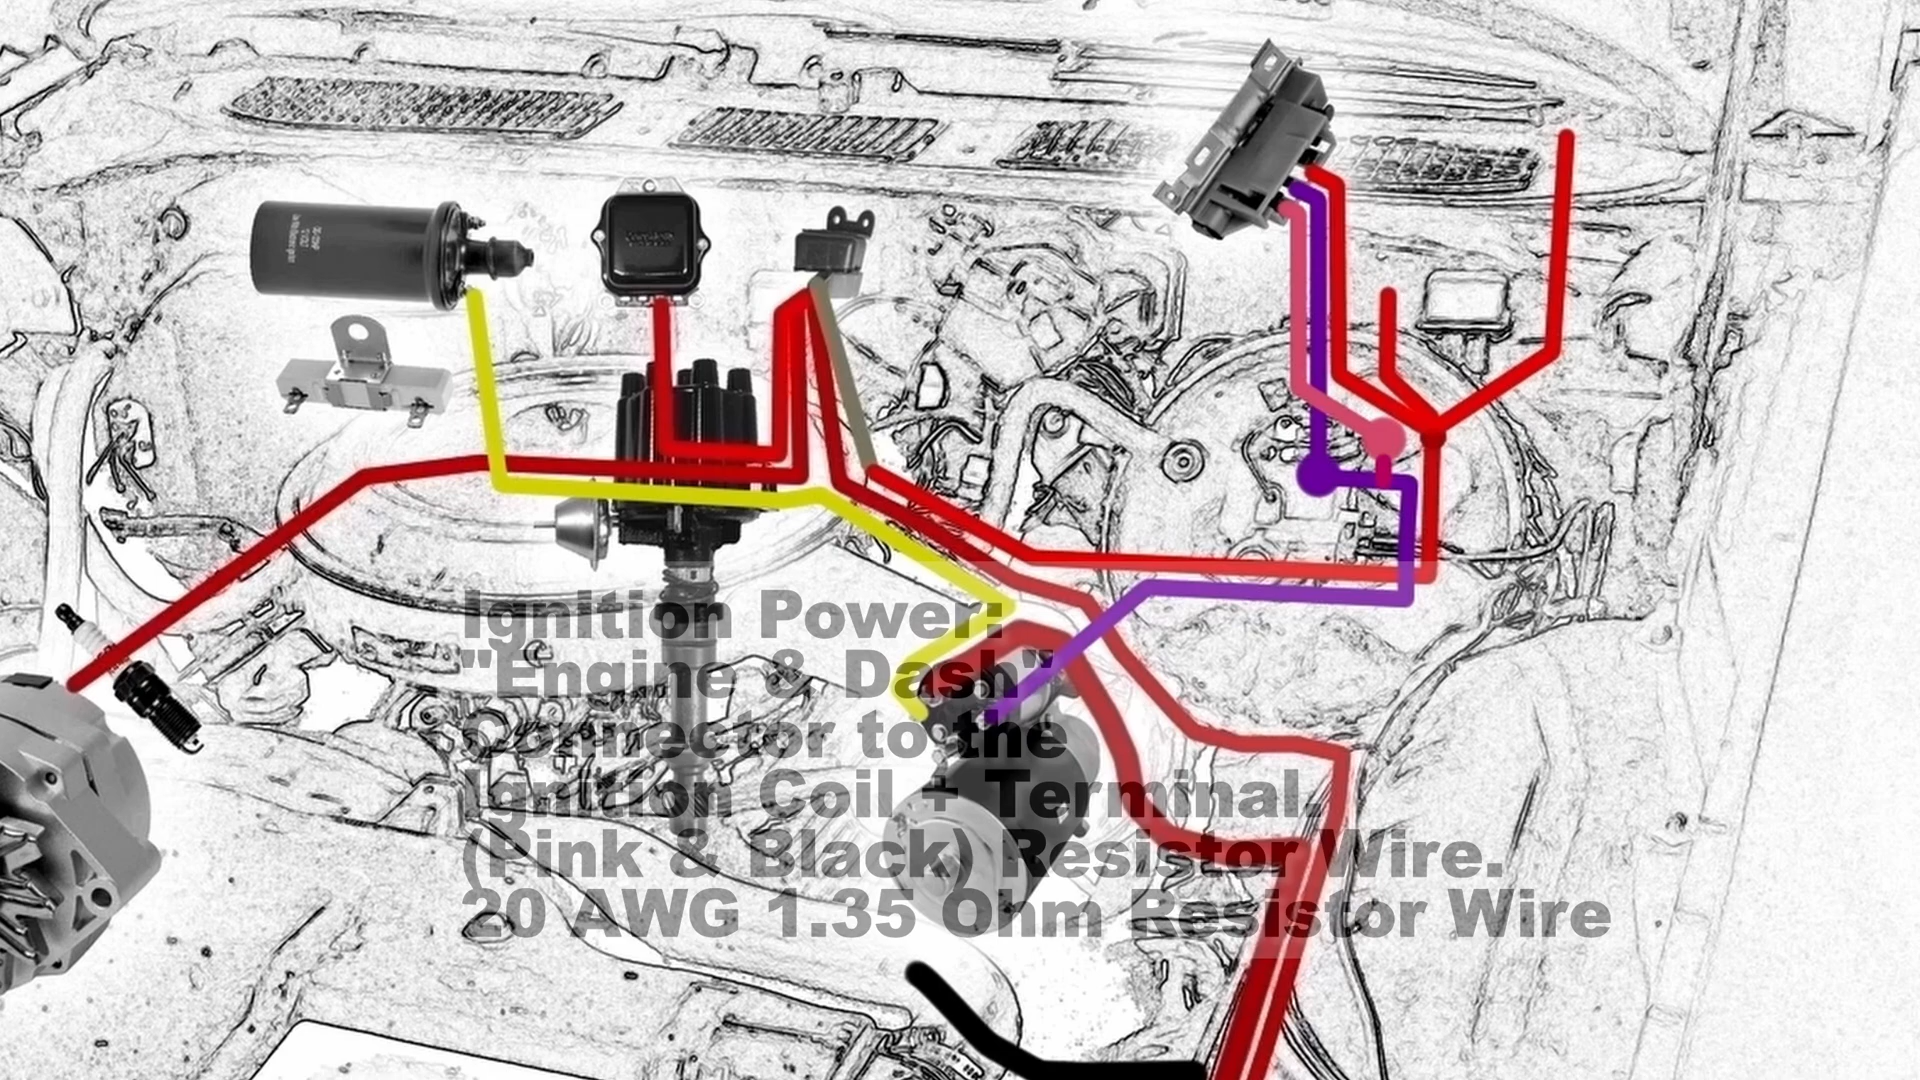 Ignition Power:
"Engine & Dash"
Connector to the
Ignition Coil + Terminal.
(Pink & Black) Resistor Wire.
20 AWG 1.35 Ohm Resistor Wire